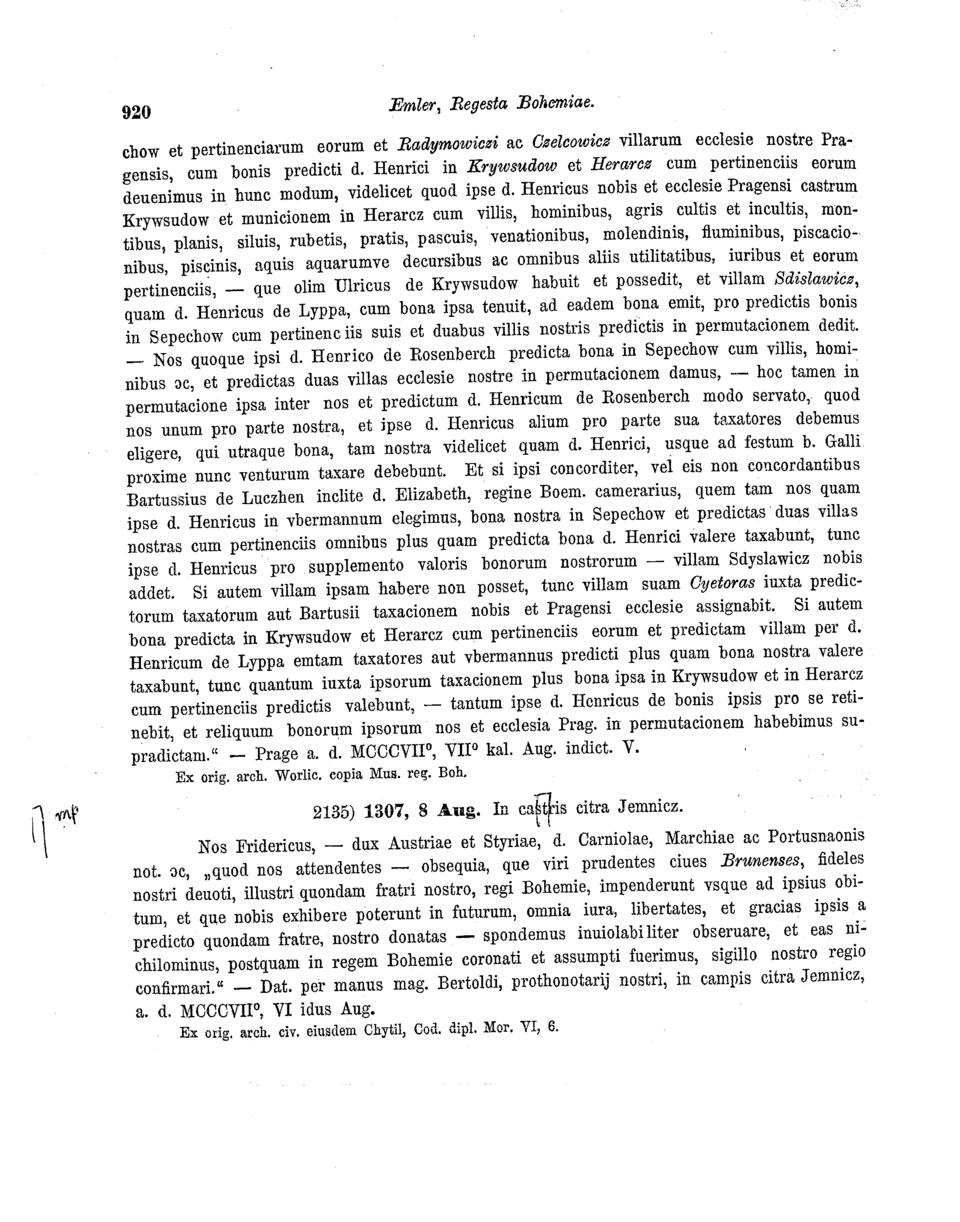 920
Emler, Regesta Bohemiae.
chow et pertinenciarum eorum et Radymowiczi ac Czelcowicz villarum ecclesie nostre Pra-
gensis, cum bonis predicti d. Henrici in Krywsudow et Herarcz cum pertinenciis eorum
deuenimus in hunc modum, videlicet quod ipse d. Henricus nobis et ecclesie Pragensi castrum
Krywsudow et municionem in Herarcz cum villis, hominibus, agris cultis et incultis, mon-
tibus, planis, siluis, rubetis, pratis, pascuis, venationibus, molendinis, fluminibus, piscacio-
nibus, piscinis, aquis aquarumve decursibus ac omnibus aliis utilitatibus, iuribus et eorum
pertinenciis, — que olim Ulricus de Krywsudow habuit et possedit, et villam Sdislawicz,
quam d. Henricus de Lyppa, cum bona ipsa tenuit, ad eadem bona emit, pro predictis bonis
in Sepechow cum pertinenc iis suis et duabus villis nostris predictis in permutacionem dedit.
— Nos quoque ipsi d. Henrico de Rosenberch predicta bona in Sepechow cum villis, homi-
nibus ɔc, et predictas duas villas ecclesie nostre in permutacionem damus, — hoc tamen in
permutacione ipsa inter nos et predictum d. Henricum de Rosenberch modo servato, quod
nos unum pro parte nostra, et ipse d. Henricus alium pro parte sua taxatores debemus
eligere, qui utraque bona, tam nostra videlicet quam d. Henrici, usque ad festum b. Galli
proxime nunc venturum taxare debebunt. Et si ipsi concorditer, vel eis non concordantibus
Bartussius de Luczhen inclite d. Elizabeth, regine Boem. camerarius, quem tam nos quam
ipse d. Henricus in vbermannum elegimus, bona nostra in Sepechow et predictas duas villas
nostras cum pertinenciis omnibus plus quam predicta bona d. Henrici valere taxabunt, tunc
ipse d. Henricus pro supplemento valoris bonorum nostrorum — villam Sdyslawicz nobis
addet. Si autem villam ipsam habere non posset, tunc villam suam Cyetoras iuxta predic-
torum taxatorum aut Bartusii taxacionem nobis et Pragensi ecclesie assignabit. Si autem
bona predicta in Krywsudow et Herarcz cum pertinenciis eorum et predictam villam per d.
Henricum de Lyppa emtam taxatores aut vbermannus predicti plus quam bona nostra valere
taxabunt, tunc quantum iuxta ipsorum taxacionem plus bona ipsa in Krywsudow et in Herarcz
cum pertinenciis predictis valebunt, — tantum ipse d. Henricus de bonis ipsis pro se reti-
nebit, et reliquum bonorum ipsorum nos et ecclesia Prag. in permutacionem habebimus su-
pradictam.“ — Prage a. d. MCCCVIIº, VIIº kal. Aug. indict. V.
Ex orig. arch. Worlic. copia Mus. reg. Boh.
2135) 1307, 8 Aug. In castris citra Jemnicz.
Nos Fridericus, — dux Austriae et Styriae, d. Carniolae, Marchiae ac Portusnaonis
not. ɔc, „quod nos attendentes — obsequia, que viri prudentes ciues Brunenses, fideles
nostri deuoti, illustri quondam fratri nostro, regi Bohemie, impenderunt vsque ad ipsius obi-
tum, et que nobis exhibere poterunt in futurum, omnia iura, libertates, et gracias ipsis a
predicto quondam fratre, nostro donatas — spondemus inuiolabiliter obseruare, et eas ni-
chilominus, postquam in regem Bohemie coronati et assumpti fuerimus, sigillo nostro regio
confirmari.“ — Dat. per manus mag. Bertoldi, prothonotarij nostri, in campis citra Jemnicz,
a. d. MCCCVIIº, VI idus Aug.
Ex orig. arch. civ. eiusdem Chytil, Cod. dipl. Mor. VI, 6.